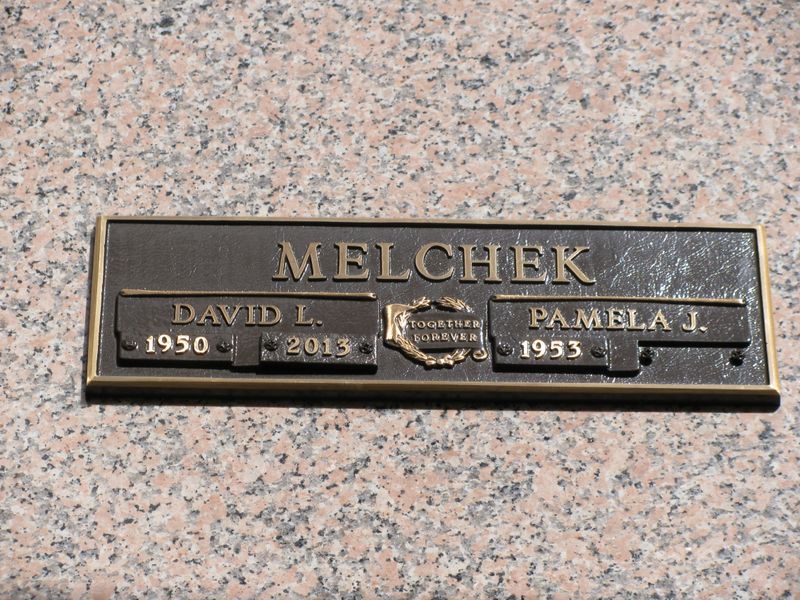 MELCHEK
DAVID L.
1950 2013
TOGETHER
FOREVER
PAMELA J.
1953